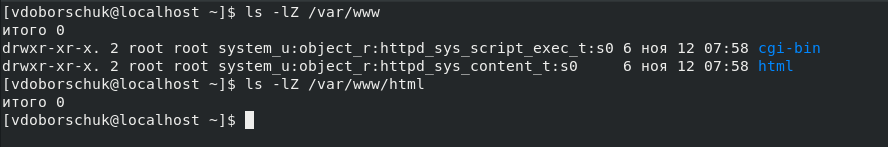 [vdoborschuk@localhost ~]$ ls -lZ /var/www
итого 0
drwxr-xr-x. 2 root root system_u:object_r:httpd_sys_script_exec_t:s0 6 ноя 12 07:58 cgi-bin
drwxr-xr-x. 2 root root system_u:object_r:httpd_sys_content_t:s0     6 ноя 12 07:58 html
[vdoborschuk@localhost ~]$ ls -lZ /var/www/html
итого 0
[vdoborschuk@localhost ~]$